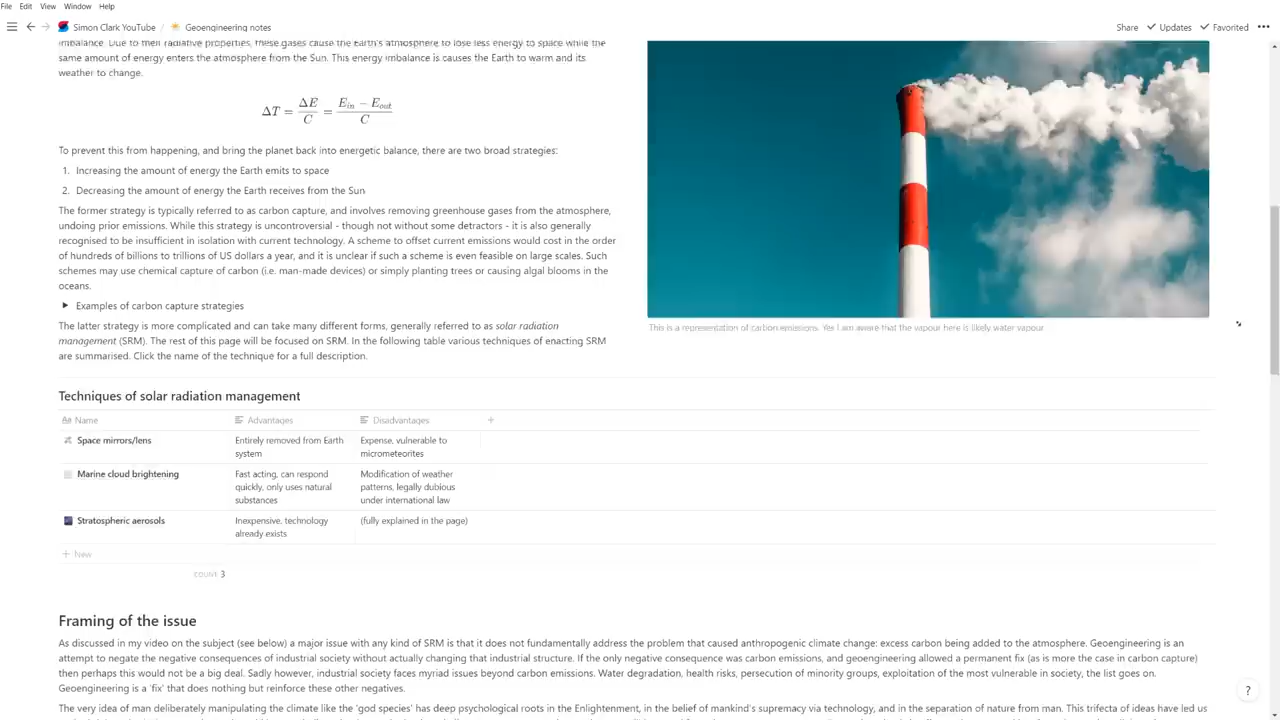 File Edit View Window Help
Simon Clark YouTube / Geoengineering notes
Share Updates Favorited
imbalance. Due to their radiative properties, these gases cause the Earth's atmosphere to lose less energy to space while the
same amount of energy enters the atmosphere from the Sun. This energy imbalance is causes the Earth to warm and its
weather to change.
ΔT = ΔE / C = (E_in − E_out) / C
To prevent this from happening, and bring the planet back into energetic balance, there are two broad strategies:
1. Increasing the amount of energy the Earth emits to space
2. Decreasing the amount of energy the Earth receives from the Sun
The former strategy is typically referred to as carbon capture, and involves removing greenhouse gases from the atmosphere,
undoing prior emissions. While this strategy is uncontroversial - though not without some detractors - it is also generally
recognised to be insufficient in isolation with current technology. A scheme to offset current emissions would cost in the order
of hundreds of billions to trillions of US dollars a year, and it is unclear if such a scheme is even feasible on large scales. Such
schemes may use chemical capture of carbon (i.e. man-made devices) or simply planting trees or causing algal blooms in the
oceans.
Examples of carbon capture strategies
The latter strategy is more complicated and can take many different forms, generally referred to as solar radiation
management (SRM). The rest of this page will be focused on SRM. In the following table various techniques of enacting SRM
are summarised. Click the name of the technique for a full description.
This is a representation of carbon emissions. Yes I am aware that the vapour here is likely water vapour
Techniques of solar radiation management
Name Advantages Disadvantages +
Space mirrors/lens
Entirely removed from Earth
system
Expense, vulnerable to
micrometeorites
Marine cloud brightening
Fast acting, can respond
quickly, only uses natural
substances
Modification of weather
patterns, legally dubious
under international law
Stratospheric aerosols
Inexpensive, technology
already exists
(fully explained in the page)
+ New
COUNT 3
Framing of the issue
As discussed in my video on the subject (see below) a major issue with any kind of SRM is that it does not fundamentally address the problem that caused anthropogenic climate change: excess carbon being added to the atmosphere. Geoengineering is an
attempt to negate the negative consequences of industrial society without actually changing that industrial structure. If the only negative consequence was carbon emissions, and geoengineering allowed a permanent fix (as is more the case in carbon capture)
then perhaps this would not be a big deal. Sadly however, industrial society faces myriad issues beyond carbon emissions. Water degradation, health risks, persecution of minority groups, exploitation of the most vulnerable in society, the list goes on.
Geoengineering is a 'fix' that does nothing but reinforce these other negatives.
The very idea of man deliberately manipulating the climate like the 'god species' has deep psychological roots in the Enlightenment, in the belief of mankind's supremacy via technology, and in the separation of nature from man. This trifecta of ideas have led us
?